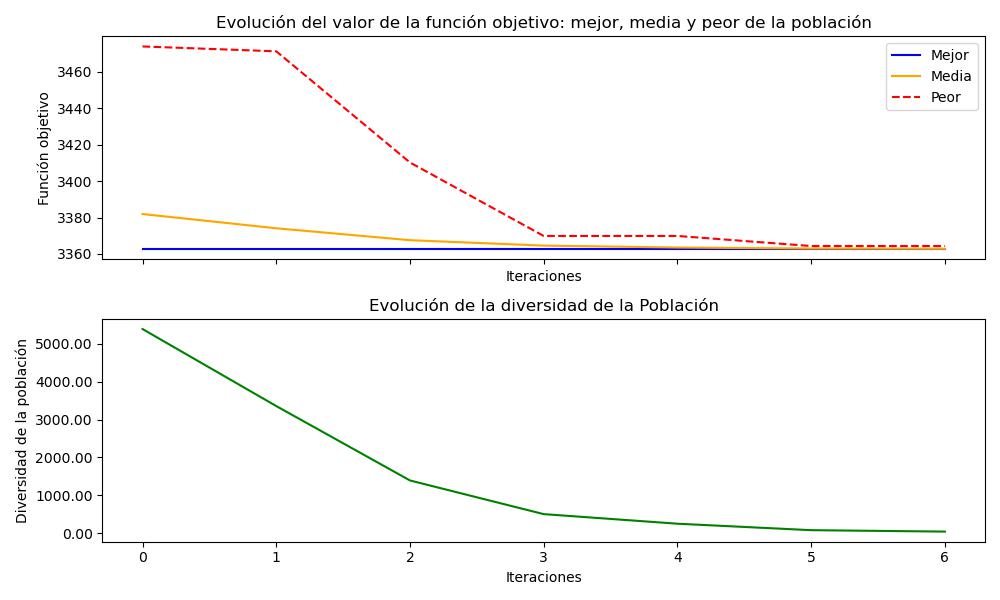 Evolución del valor de la función objetivo: mejor, media y peor de la población
Función objetivo
3460
3440
3420
3400
3380
3360
Mejor
Media
Peor
Iteraciones
Evolución de la diversidad de la Población
Diversidad de la población
5000.00
4000.00
3000.00
2000.00
1000.00
0.00
0 1 2 3 4 5 6
Iteraciones